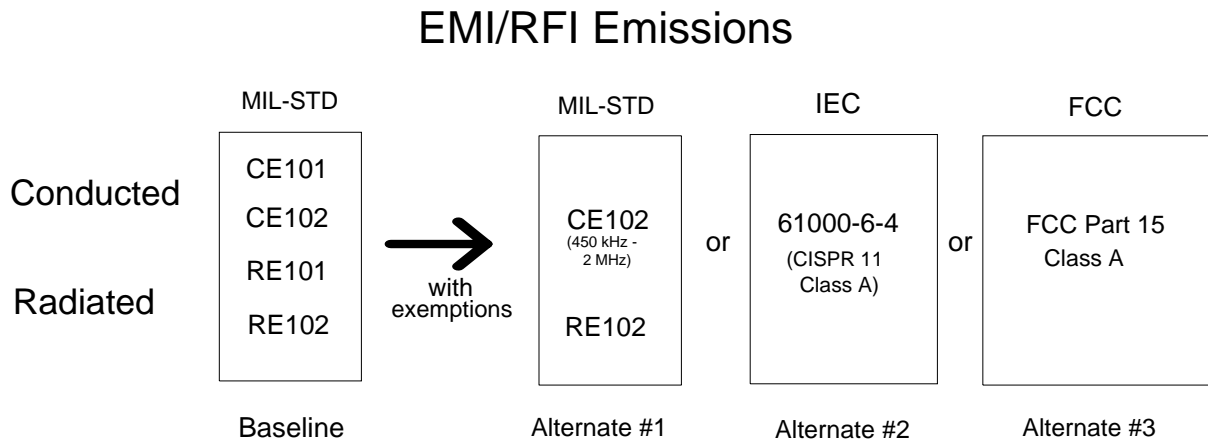 EMI/RFI Emissions
MIL-STD
MIL-STD
IEC
FCC
Conducted
Radiated
CE101
CE102
RE101
RE102
with
exemptions
CE102
(450 kHz -
2 MHz)
RE102
or
61000-6-4
(CISPR 11
Class A)
or
FCC Part 15
Class A
Baseline
Alternate #1
Alternate #2
Alternate #3